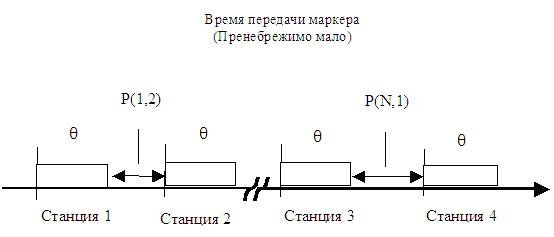 Время передачи маркера
(Пренебрежимо мало)
P(1,2)
P(N,1)
θ
θ
θ
θ
Станция 1
Станция 2
Станция 3
Станция 4